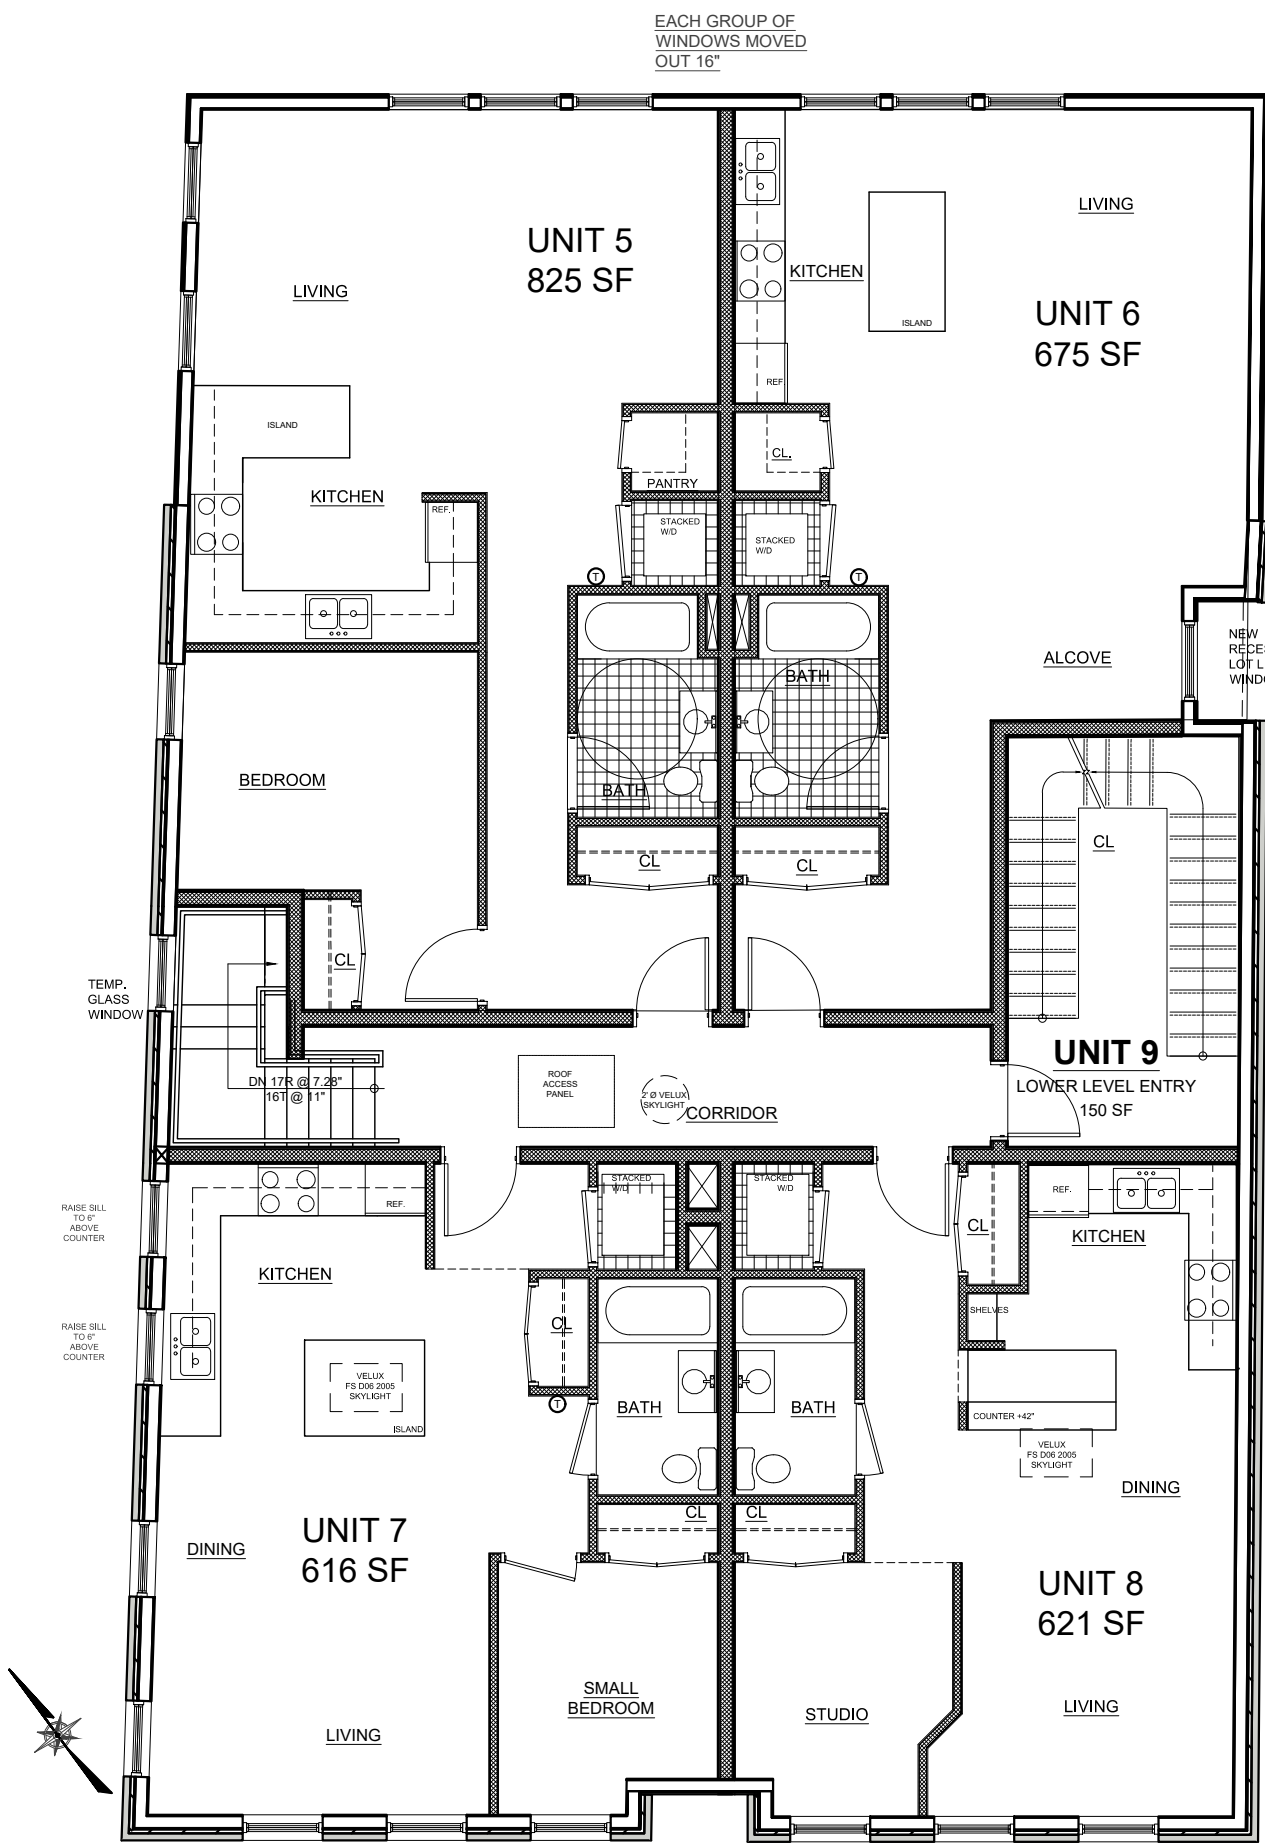 EACH GROUP OF
WINDOWS MOVED
OUT 16"
UNIT 5
825 SF
LIVING
ISLAND
KITCHEN
REF.
PANTRY
STACKED
W/D
T
BATH
CL
BEDROOM
CL
LIVING
KITCHEN
ISLAND
UNIT 6
675 SF
REF.
CL.
STACKED
W/D
T
BATH
CL
ALCOVE
NEW
LOT L
CL
TEMP.
GLASS
WINDOW
DN 17R @ 7.28"
16T @ 11"
ROOF
ACCESS
PANEL
2' Ø VELUX
SKYLIGHT
CORRIDOR
UNIT 9
LOWER LEVEL ENTRY
150 SF
RAISE SILL
TO 6"
ABOVE
COUNTER
RAISE SILL
TO 6"
ABOVE
COUNTER
REF.
KITCHEN
STACKED
W/D
CL
VELUX
FS D06 2005
SKYLIGHT
ISLAND
T
BATH
CL
DINING
UNIT 7
616 SF
SMALL
BEDROOM
LIVING
STACKED
W/D
CL
REF.
KITCHEN
SHELVES
BATH
COUNTER +42"
VELUX
FS D06 2005
SKYLIGHT
DINING
CL
UNIT 8
621 SF
STUDIO
LIVING